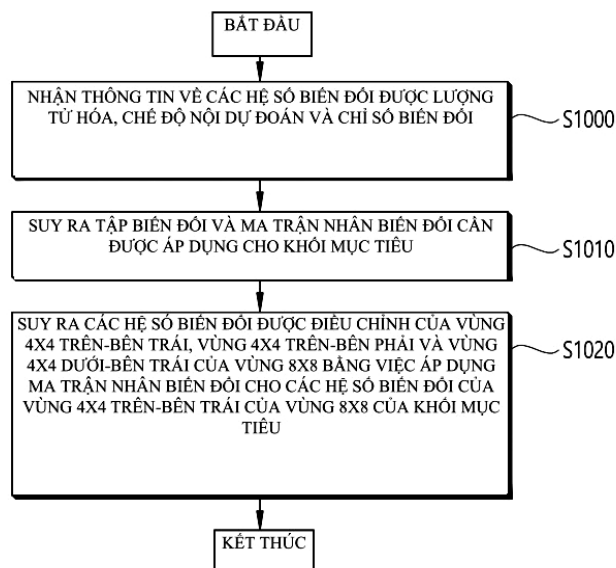 BẮT ĐẦU
NHẬN THÔNG TIN VỀ CÁC HỆ SỐ BIẾN ĐỔI ĐƯỢC LƯỢNG
TỬ HÓA, CHẾ ĐỘ NỘI DỰ ĐOÁN VÀ CHỈ SỐ BIẾN ĐỔI
S1000
SUY RA TẬP BIẾN ĐỔI VÀ MA TRẬN NHÂN BIẾN ĐỔI CẦN
ĐƯỢC ÁP DỤNG CHO KHỐI MỤC TIÊU
S1010
SUY RA CÁC HỆ SỐ BIẾN ĐỔI ĐƯỢC ĐIỀU CHỈNH CỦA VÙNG
4X4 TRÊN-BÊN TRÁI, VÙNG 4X4 TRÊN-BÊN PHẢI VÀ VÙNG
4X4 DƯỚI-BÊN TRÁI CỦA VÙNG 8X8 BẰNG VIỆC ÁP DỤNG
MA TRẬN NHÂN BIẾN ĐỔI CHO CÁC HỆ SỐ BIẾN ĐỔI CỦA
VÙNG 4X4 TRÊN-BÊN TRÁI CỦA VÙNG 8X8 CỦA KHỐI MỤC
TIÊU
S1020
KẾT THÚC